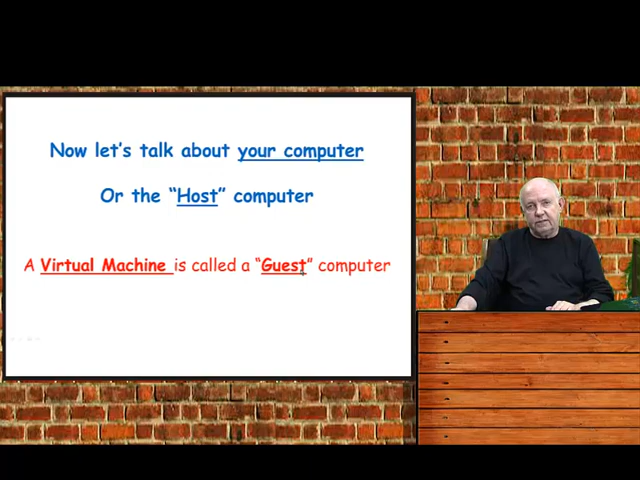 Now let's talk about your computer
Or the “Host” computer
A Virtual Machine is called a “Guest” computer